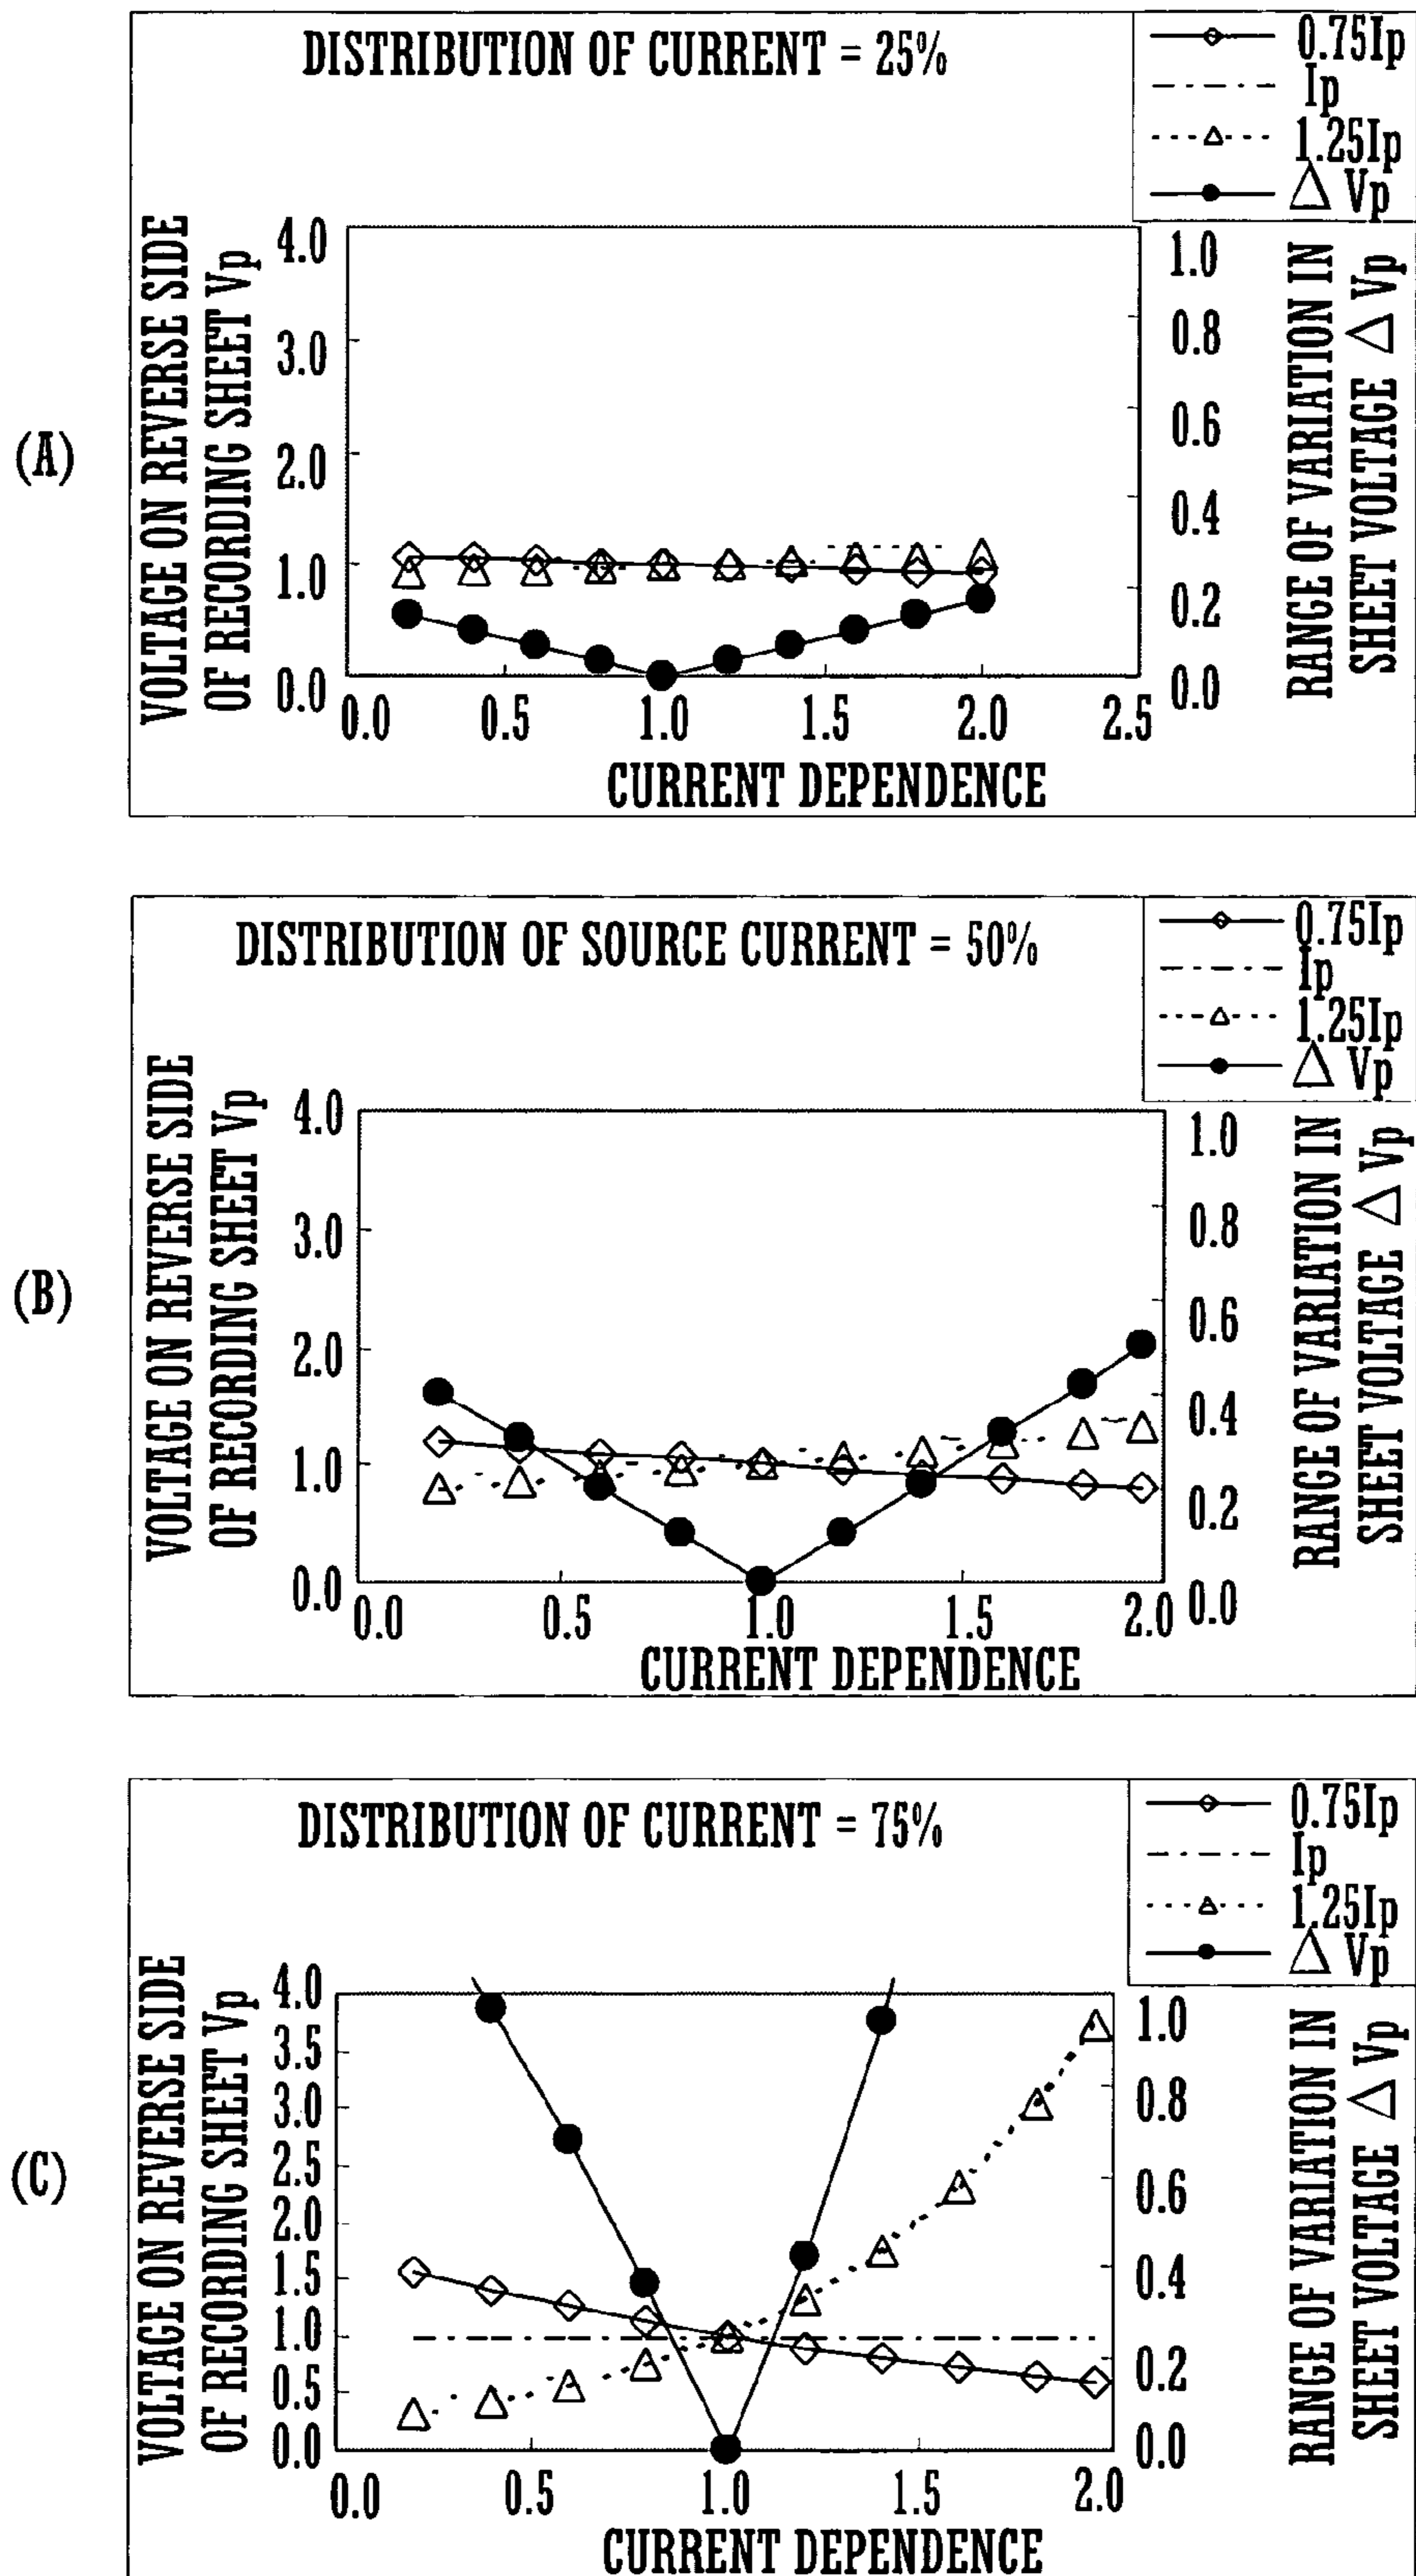 (A)
DISTRIBUTION OF CURRENT = 25%
0.75Ip
Ip
1.25Ip
△ Vp
VOLTAGE ON REVERSE SIDE
OF RECORDING SHEET Vp
4.0
3.0
2.0
1.0
0.0
0.0 0.5 1.0 1.5 2.0 2.5
CURRENT DEPENDENCE
1.0
0.8
0.6
0.4
0.2
0.0
RANGE OF VARIATION IN
SHEET VOLTAGE △ Vp
(B)
DISTRIBUTION OF SOURCE CURRENT = 50%
0.75Ip
Ip
1.25Ip
△ Vp
VOLTAGE ON REVERSE SIDE
OF RECORDING SHEET Vp
4.0
3.0
2.0
1.0
0.0
0.0 0.5 1.0 1.5 2.0
CURRENT DEPENDENCE
1.0
0.8
0.6
0.4
0.2
0.0
RANGE OF VARIATION IN
SHEET VOLTAGE △ Vp
(C)
DISTRIBUTION OF CURRENT = 75%
0.75Ip
Ip
1.25Ip
△ Vp
VOLTAGE ON REVERSE SIDE
OF RECORDING SHEET Vp
4.0
3.5
3.0
2.5
2.0
1.5
1.0
0.5
0.0
0.0 0.5 1.0 1.5 2.0
CURRENT DEPENDENCE
1.0
0.8
0.6
0.4
0.2
0.0
RANGE OF VARIATION IN
SHEET VOLTAGE △ Vp